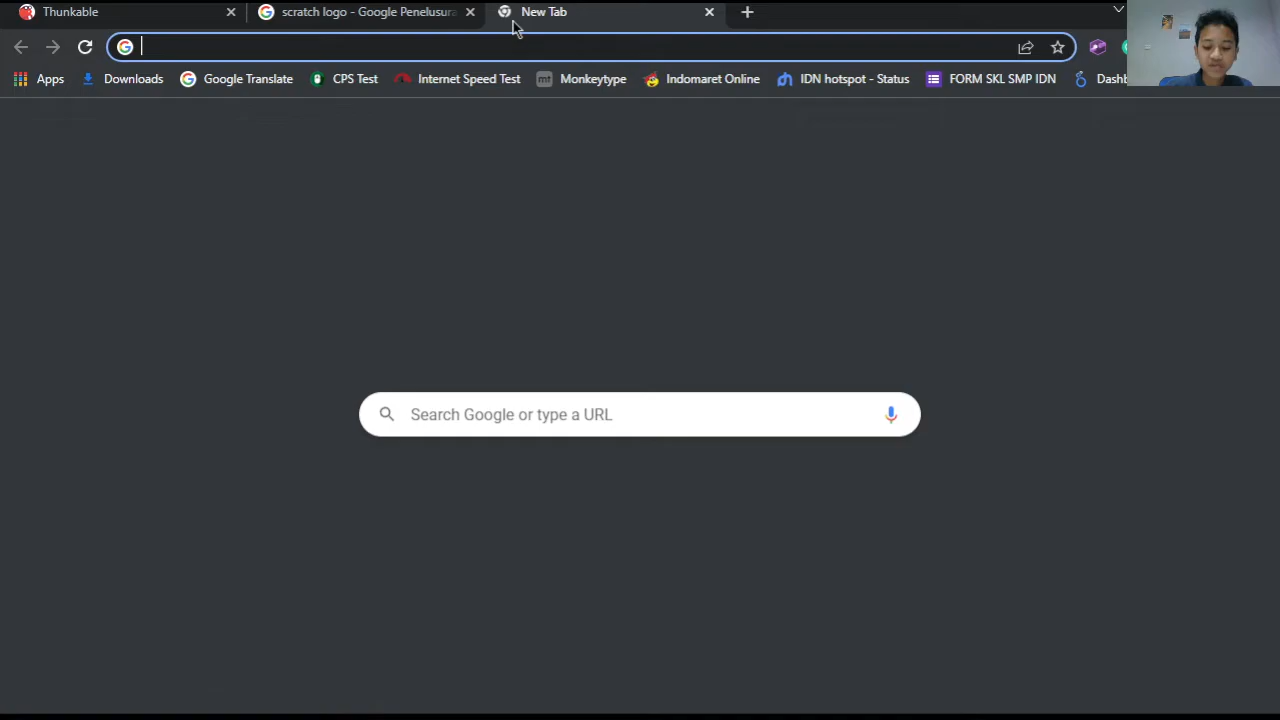 Thunkable
scratch logo - Google Penelusura
New Tab
Apps
Downloads
Google Translate
CPS Test
Internet Speed Test
mt
Monkeytype
Indomaret Online
IDN hotspot - Status
FORM SKL SMP IDN
Dashb
Search Google or type a URL